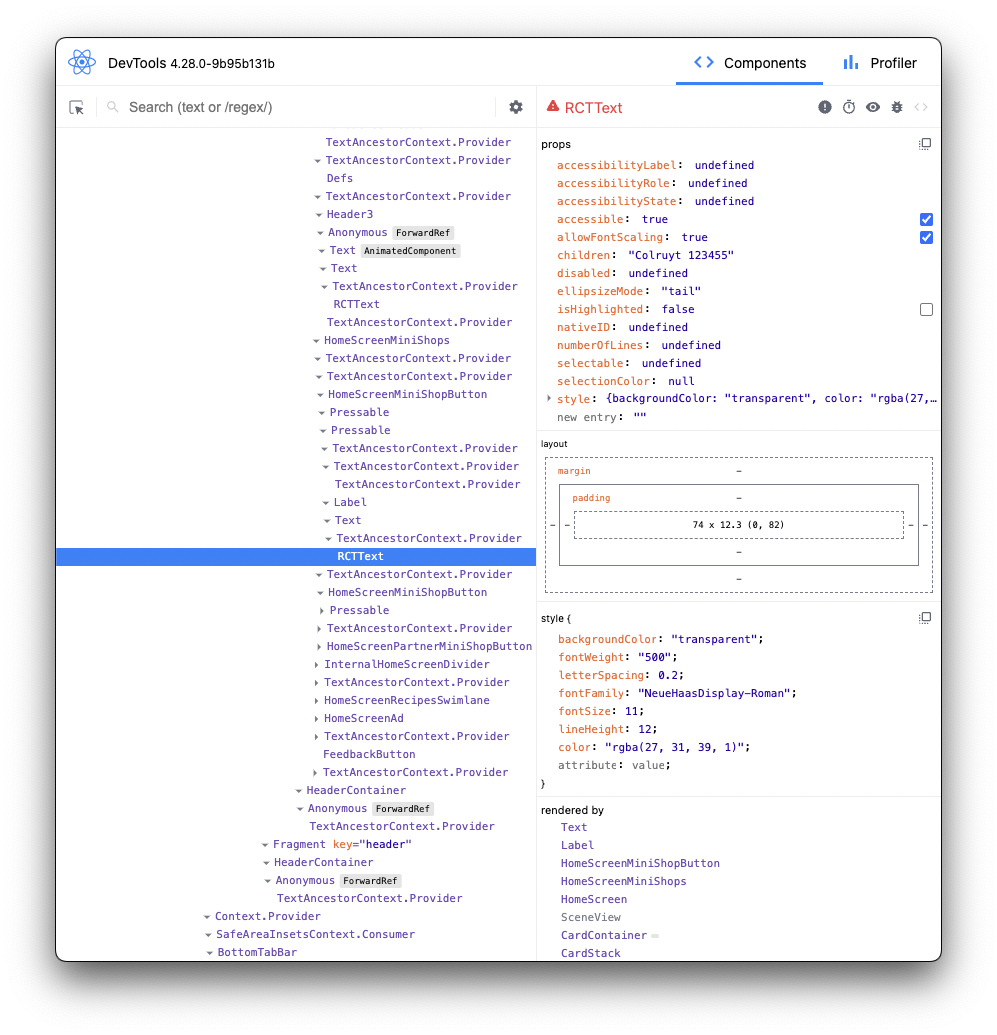 DevTools 4.28.0-9b95b131b
Components
Profiler
Search (text or /regex/)
TextAncestorContext.Provider
TextAncestorContext.Provider
Defs
TextAncestorContext.Provider
Header3
Anonymous ForwardRef
Text AnimatedComponent
Text
TextAncestorContext.Provider
RCTText
TextAncestorContext.Provider
HomeScreenMiniShops
TextAncestorContext.Provider
TextAncestorContext.Provider
HomeScreenMiniShopButton
Pressable
Pressable
TextAncestorContext.Provider
TextAncestorContext.Provider
TextAncestorContext.Provider
Label
Text
TextAncestorContext.Provider
RCTText
TextAncestorContext.Provider
HomeScreenMiniShopButton
Pressable
TextAncestorContext.Provider
HomeScreenPartnerMiniShopButton
InternalHomeScreenDivider
TextAncestorContext.Provider
HomeScreenRecipesSwimlane
HomeScreenAd
TextAncestorContext.Provider
FeedbackButton
TextAncestorContext.Provider
HeaderContainer
Anonymous ForwardRef
TextAncestorContext.Provider
Fragment key="header"
HeaderContainer
Anonymous ForwardRef
TextAncestorContext.Provider
Context.Provider
SafeAreaInsetsContext.Consumer
BottomTabBar
RCTText
props
accessibilityLabel: undefined
accessibilityRole: undefined
accessibilityState: undefined
accessible: true
allowFontScaling: true
children: "Colruyt 123455"
disabled: undefined
ellipsizeMode: "tail"
isHighlighted: false
nativeID: undefined
numberOfLines: undefined
selectable: undefined
selectionColor: null
style: {backgroundColor: "transparent", color: "rgba(27,…
new entry: ""
layout
margin –
padding –
– – 74 x 12.3 (0, 82) – –
–
–
style {
backgroundColor: "transparent";
fontWeight: "500";
letterSpacing: 0.2;
fontFamily: "NeueHaasDisplay-Roman";
fontSize: 11;
lineHeight: 12;
color: "rgba(27, 31, 39, 1)";
attribute: value;
}
rendered by
Text
Label
HomeScreenMiniShopButton
HomeScreenMiniShops
HomeScreen
SceneView
CardContainer
CardStack